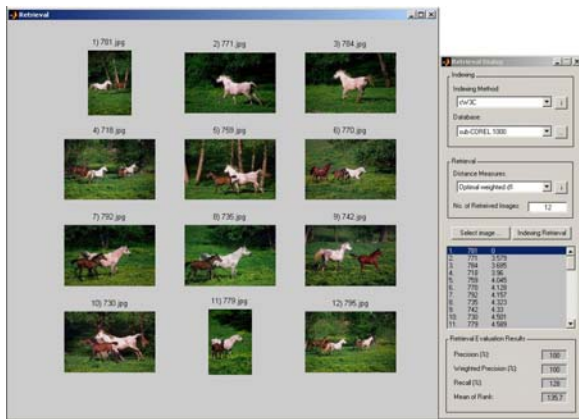 Retrieval
1) 781.jpg
2) 771.jpg
3) 784.jpg
4) 718.jpg
5) 759.jpg
6) 770.jpg
7) 792.jpg
8) 735.jpg
9) 742.jpg
10) 730.jpg
11) 779.jpg
12) 795.jpg
Retrieval Dialog
Indexing
Indexing Method
Database
sub-COREL 1000
Retrieval
Distance Measures
Optimal weighted
No. of Retrieved Images 12
Select image ... Indexing/Retrieval
1. 781 0
2. 771 3.579
3. 784 3.695
4. 718 3.96
5. 759 4.045
6. 770 4.128
7. 792 4.157
8. 735 4.323
9. 742 4.33
10. 730 4.501
11. 779 4.589
Retrieval Evaluation Results
Precision (%) 100
Weighted Precision (%) 100
Recall (%)
Mean of Rank 135.7